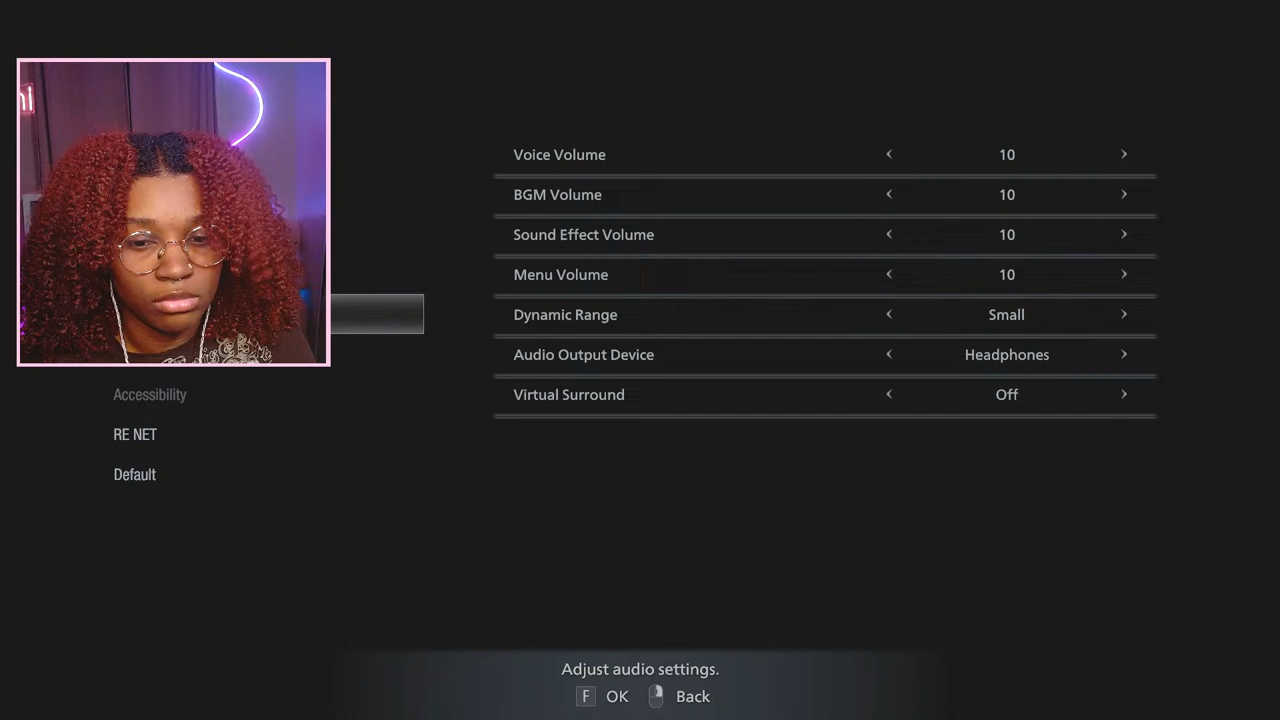 Voice Volume 10
BGM Volume 10
Sound Effect Volume 10
Menu Volume 10
Dynamic Range Small
Audio Output Device Headphones
Virtual Surround Off
Accessibility
RE NET
Default
Adjust audio settings.
F OK Back